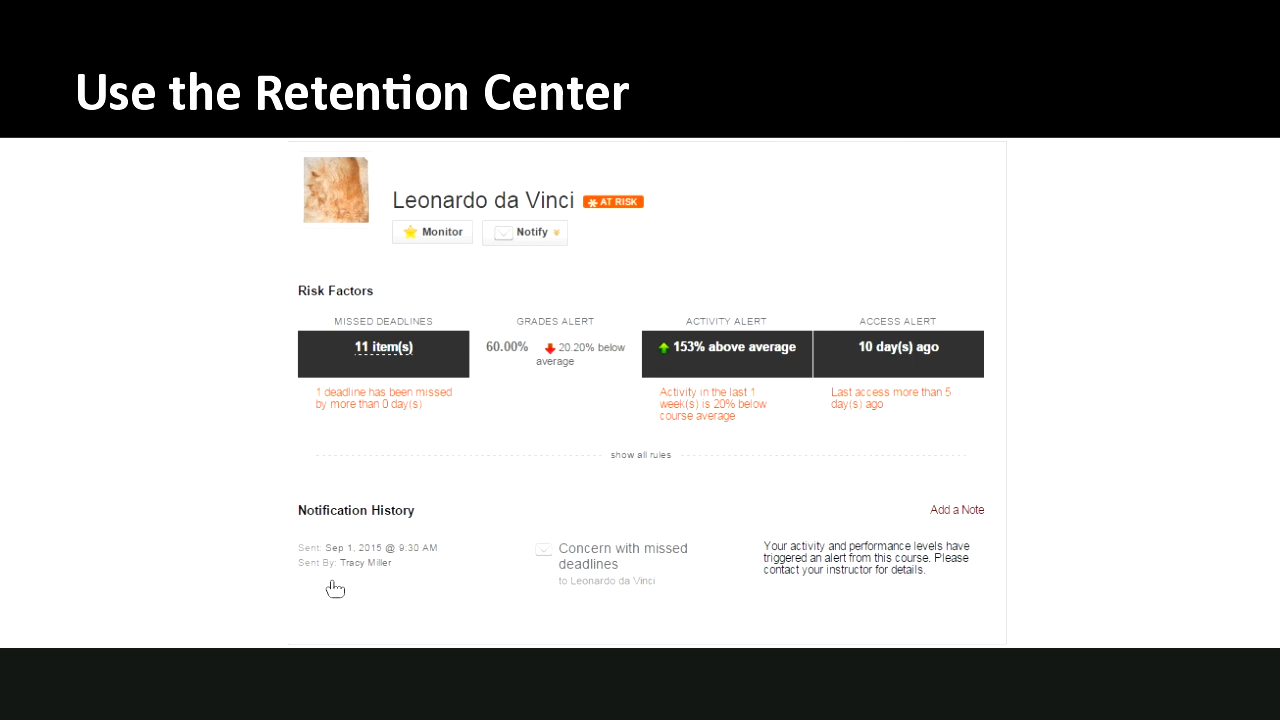 Use the Retention Center
Leonardo da Vinci AT RISK
Monitor Notify
Risk Factors
MISSED DEADLINES GRADES ALERT ACTIVITY ALERT ACCESS ALERT
11 item(s) 60.00% 20.20% below 153% above average 10 day(s) ago
average
1 deadline has been missed Activity in the last 1 Last access more than 5
by more than 0 day(s) week(s) is 20% below day(s) ago
course average
show all rules
Notification History Add a Note
Sent: Sep 1, 2015 @ 9:30 AM Concern with missed Your activity and performance levels have
Sent By: Tracy Miller deadlines triggered an alert from this course. Please
to Leonardo da Vinci contact your instructor for details.